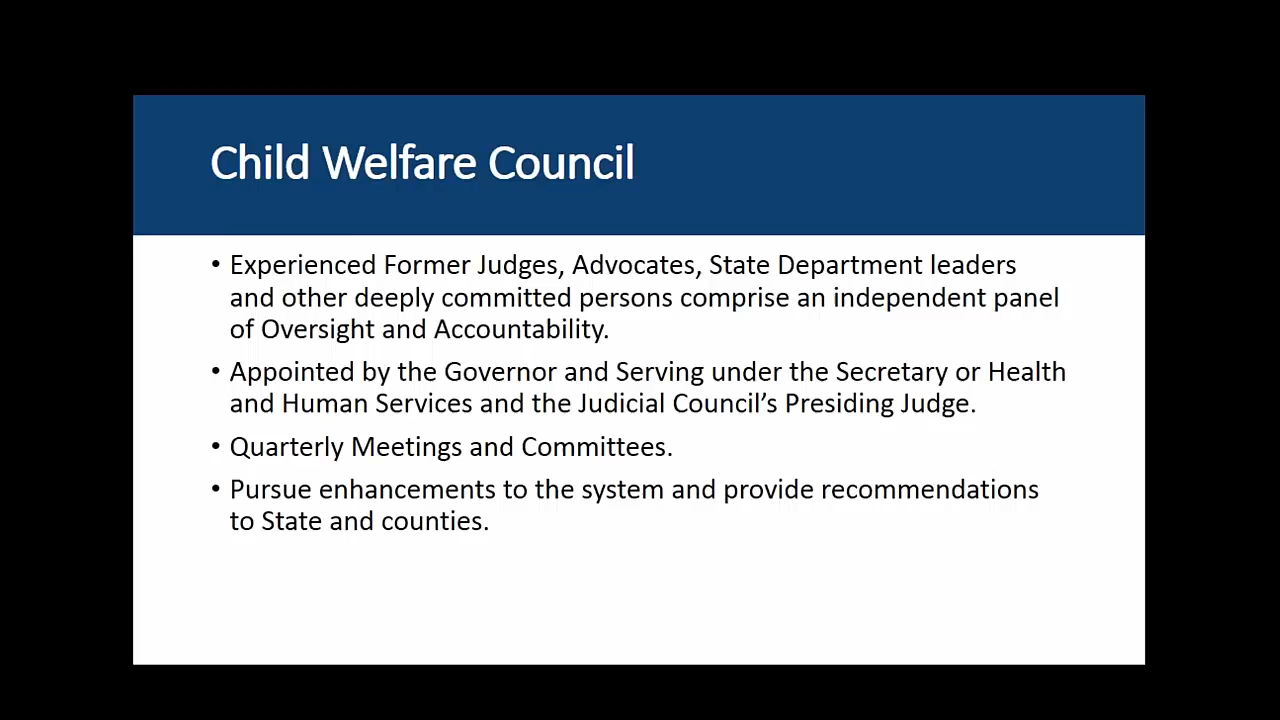 Child Welfare Council
• Experienced Former Judges, Advocates, State Department leaders
and other deeply committed persons comprise an independent panel
of Oversight and Accountability.
• Appointed by the Governor and Serving under the Secretary or Health
and Human Services and the Judicial Council’s Presiding Judge.
• Quarterly Meetings and Committees.
• Pursue enhancements to the system and provide recommendations
to State and counties.